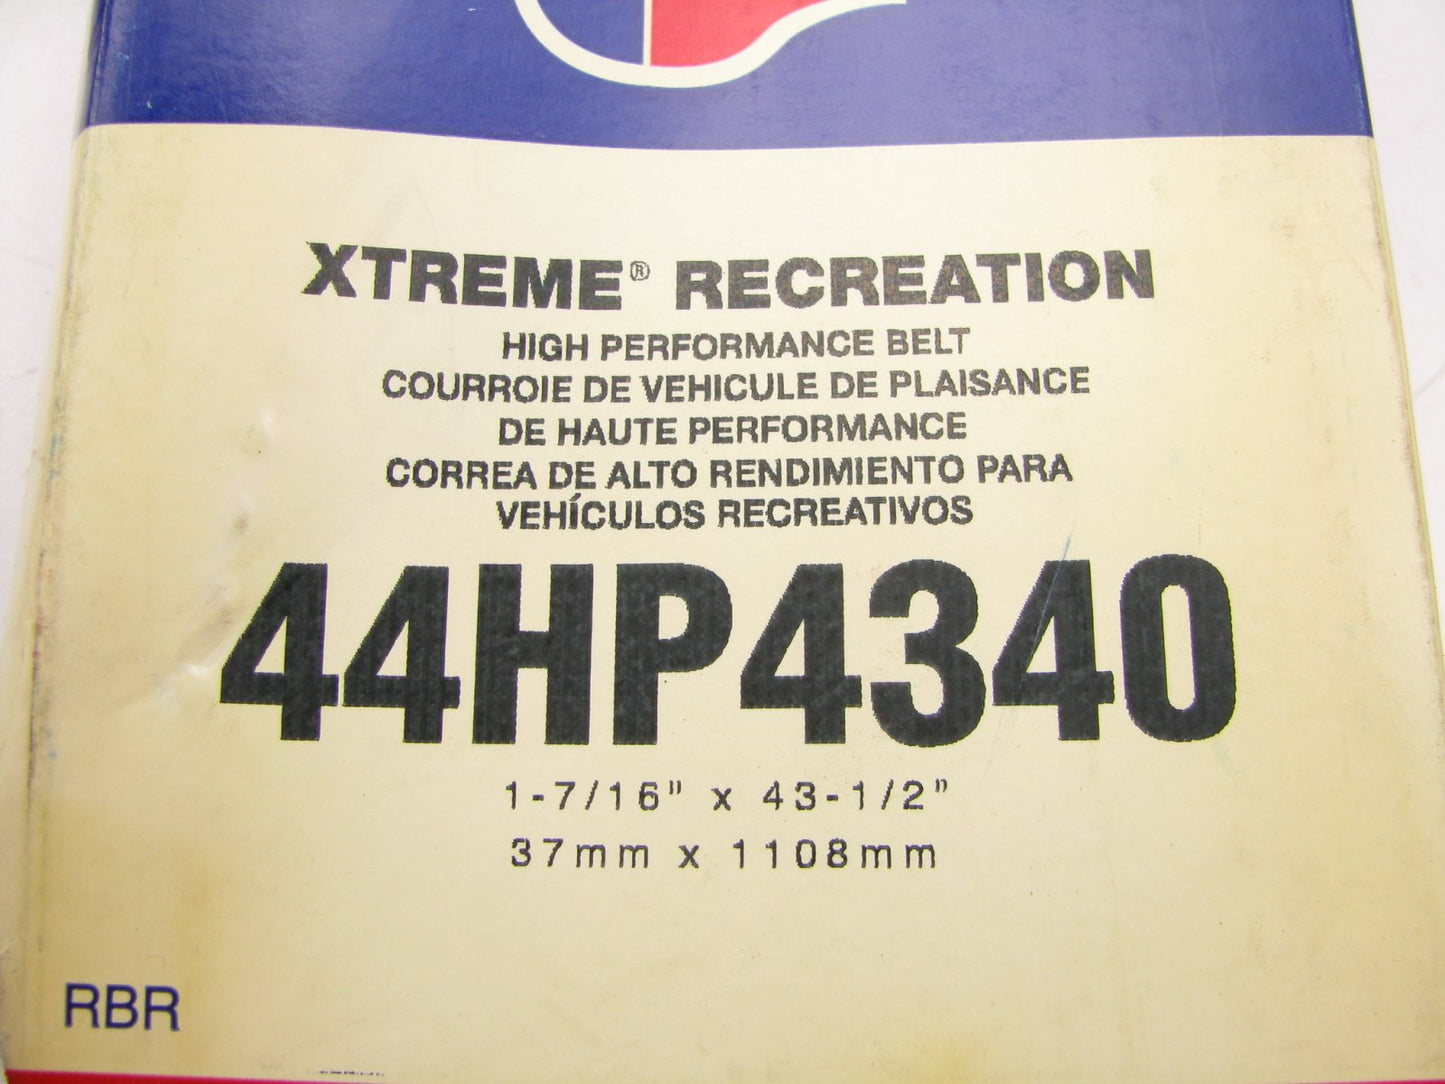 XTREME® RECREATION
HIGH PERFORMANCE BELT
COURROIE DE VEHICULE DE PLAISANCE
DE HAUTE PERFORMANCE
CORREA DE ALTO RENDIMIENTO PARA
VEHÍCULOS RECREATIVOS
44HP4340
1-7/16" x 43-1/2"
37mm x 1108mm
RBR